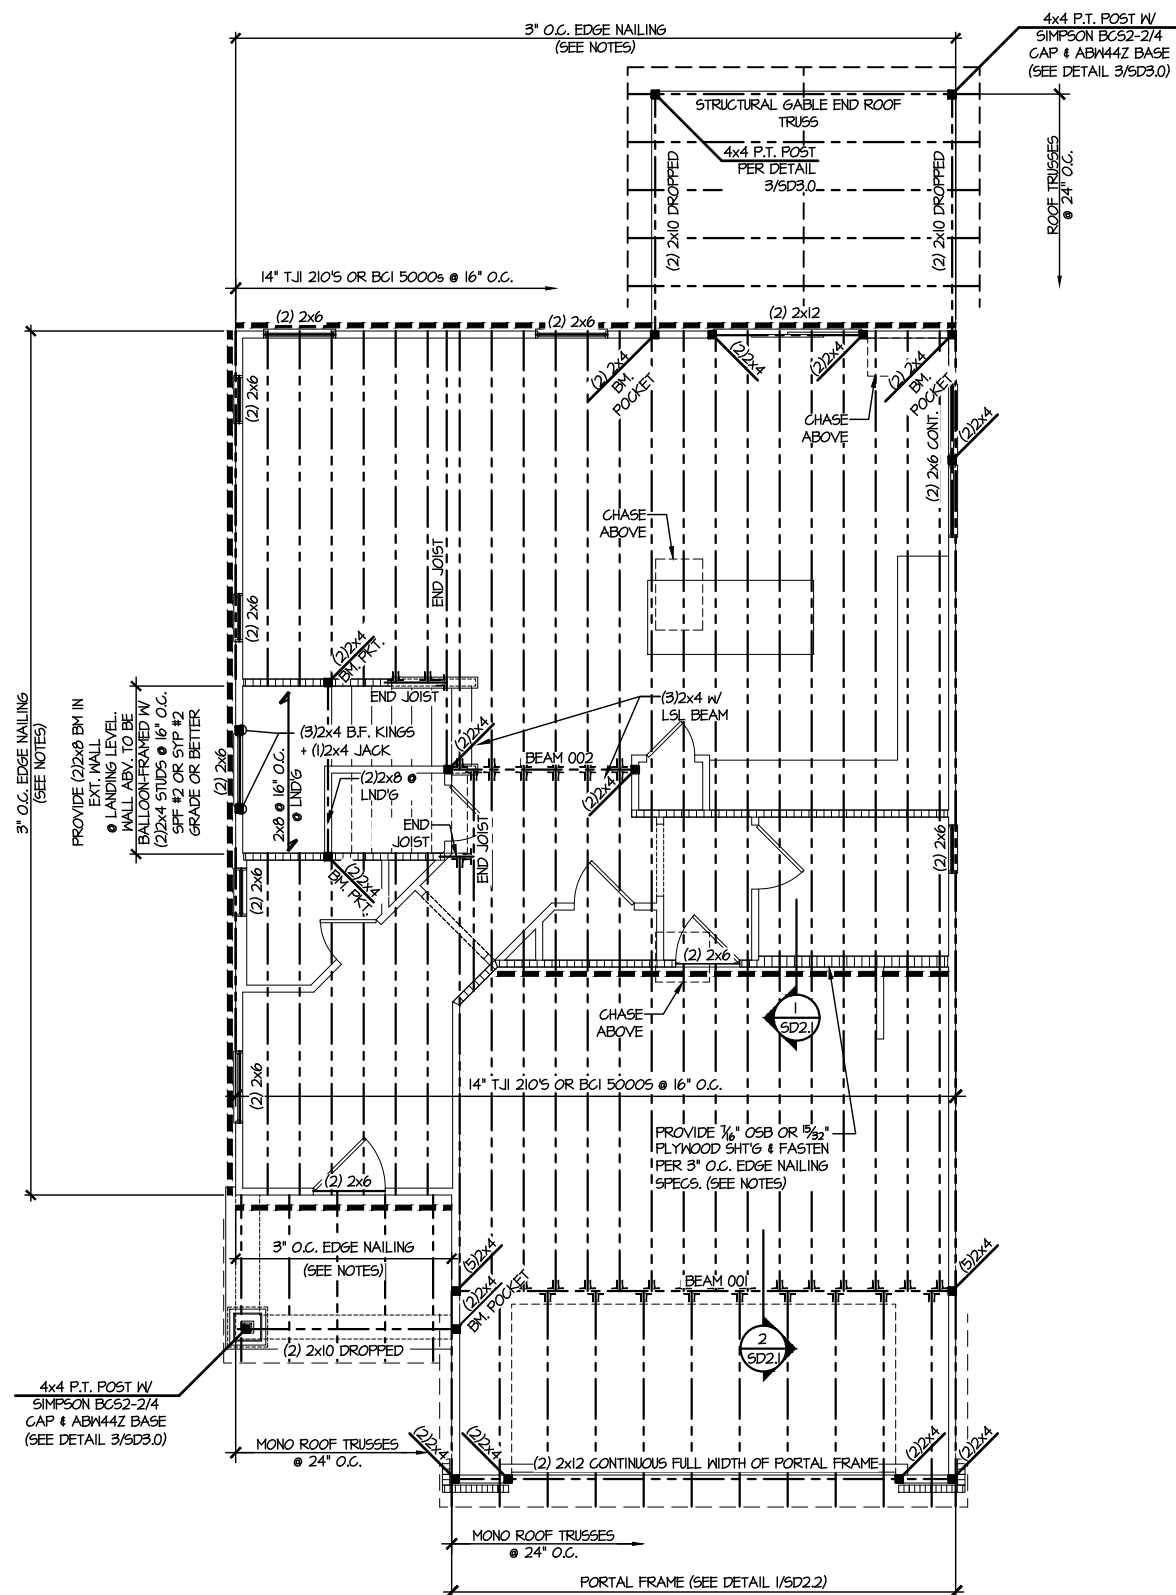 3" O.C. EDGE NAILING
(SEE NOTES)
4x4 P.T. POST W/
SIMPSON BCS2-2/4
CAP & ABW44Z BASE
(SEE DETAIL 3/SD3.0)
STRUCTURAL GABLE END ROOF
TRUSS
4x4 P.T. POST
PER DETAIL
3/SD3.0
(2) 2x10 DROPPED
(2) 2x10 DROPPED
ROOF TRUSSES
@ 24" O.C.
14" TJI 210'S OR BCI 5000s @ 16" O.C.
(2) 2x6
(2) 2x6
(2) 2x12
(2) 2x4
BM.
POCKET
(2)2x4
(2)2x4
(2) 2x4
BM.
POCKET
CHASE
ABOVE
(2) 2x6
(2) 2x6 CONT.
(2)2x4
CHASE
ABOVE
END JOIST
(2) 2x6
(2)2x4
BM. PKT.
END JOIST
(3)2x4 W/
LSL BEAM
(2)2x4
BEAM 002
(2)2x4
3" O.C. EDGE NAILING
(SEE NOTES)
PROVIDE (2)2x8 BM IN
EXT. WALL
@ LANDING LEVEL.
WALL ABV. TO BE
BALLOON-FRAMED W/
(2)2x4 STUDS @ 16" O.C.
SPF #2 OR SYP #2
GRADE OR BETTER
(2) 2x6
(3)2x4 B.F. KINGS
+ (1)2x4 JACK
2x8 @ 16" O.C.
@ LNDG
(2)2x8 @
LND'G
END
JOIST
END JOIST
(2)2x4
BM. PKT.
(2) 2x6
(2) 2x6
(2) 2x6
CHASE
ABOVE
1
SD2.1
(2) 2x6
14" TJI 210'S OR BCI 5000S @ 16" O.C.
PROVIDE 7/16" OSB OR 15/32"
PLYWOOD SHT'G & FASTEN
PER 3" O.C. EDGE NAILING
SPECS. (SEE NOTES)
(2) 2x6
3" O.C. EDGE NAILING
(SEE NOTES)
(5)2x4
(2)2x4
BM. POCKET
BEAM 001
(5)2x4
2
SD2.1
(2) 2x10 DROPPED
4x4 P.T. POST W/
SIMPSON BCS2-2/4
CAP & ABW44Z BASE
(SEE DETAIL 3/SD3.0)
MONO ROOF TRUSSES
@ 24" O.C.
(2)2x4
(2)2x4
(2)2x4
(2)2x4
(2) 2x12 CONTINUOUS FULL WIDTH OF PORTAL FRAME
MONO ROOF TRUSSES
@ 24" O.C.
PORTAL FRAME (SEE DETAIL 1/SD2.2)